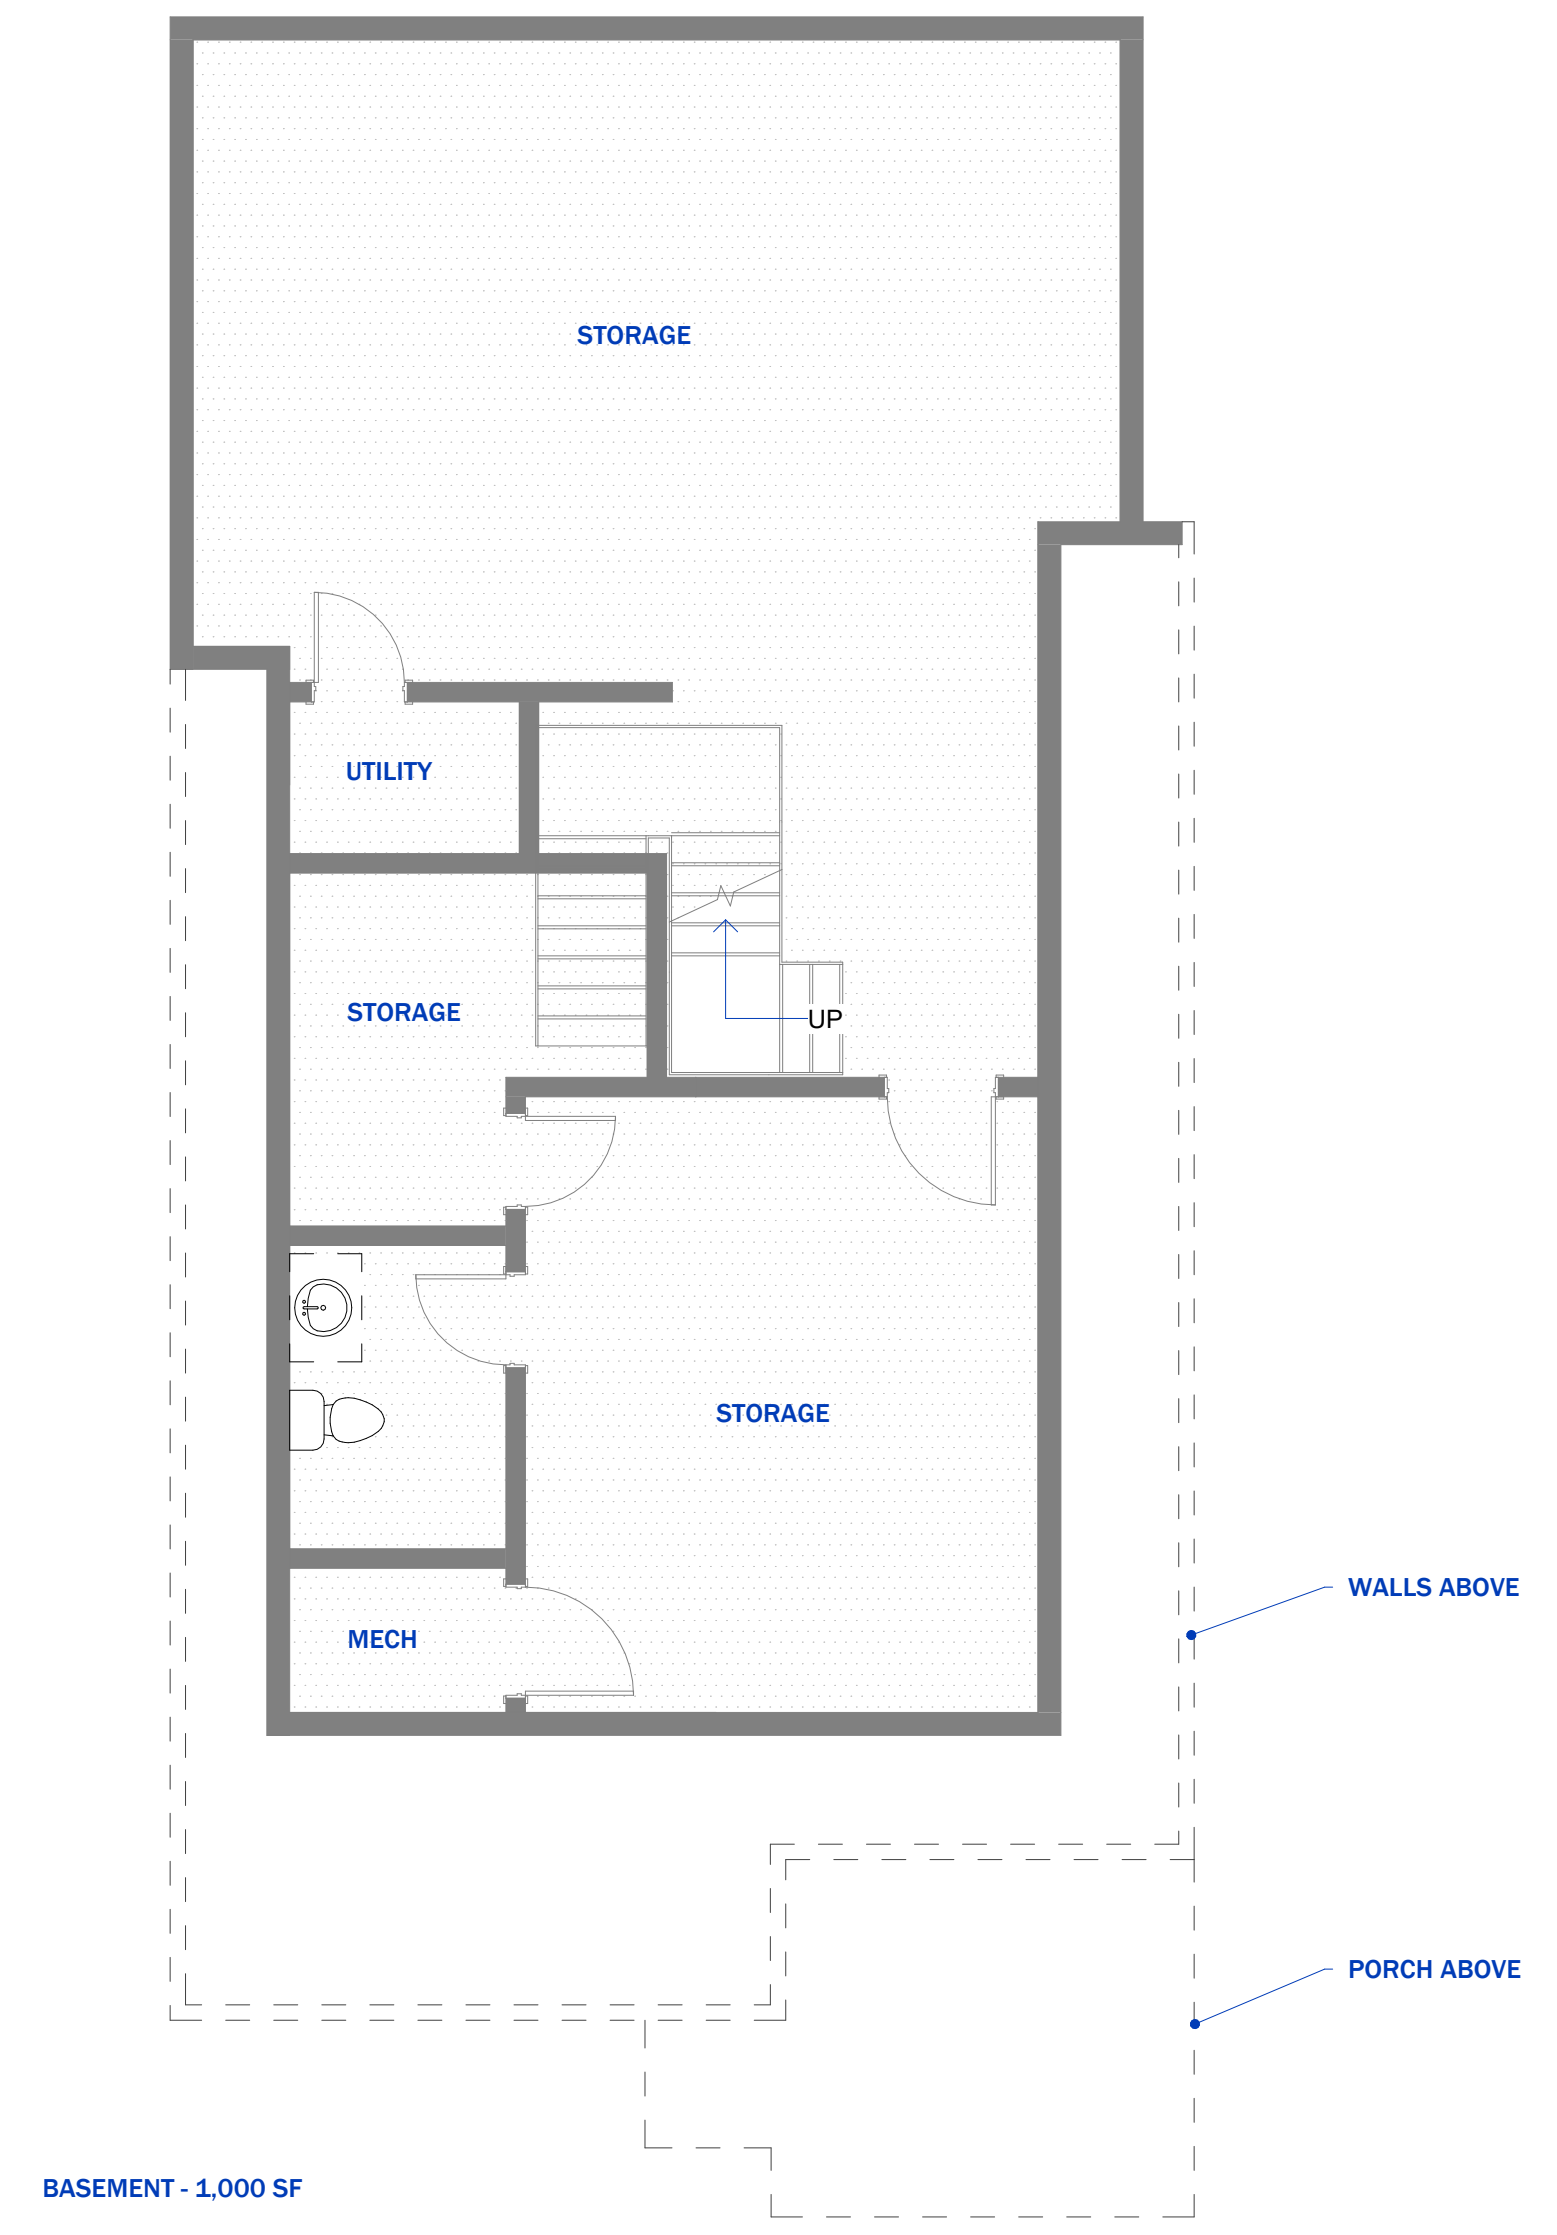 STORAGE
UTILITY
STORAGE
UP
STORAGE
WALLS ABOVE
MECH
PORCH ABOVE
BASEMENT - 1,000 SF